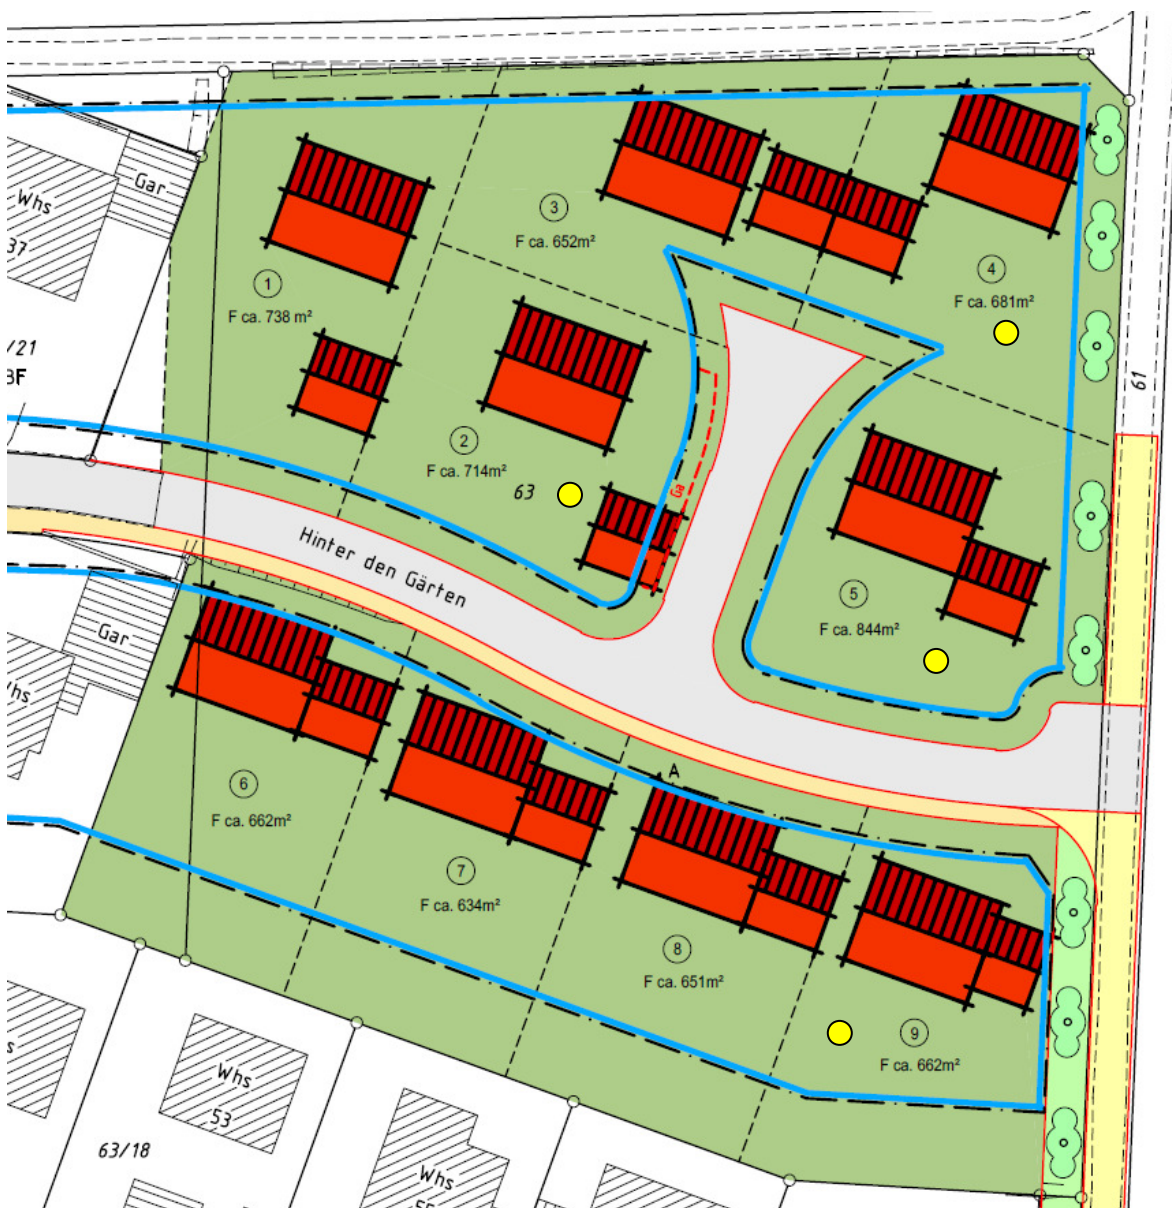 Gar
Whs
37
3
F ca. 652m²
4
F ca. 681m²
1
F ca. 738 m²
/21
BF
61
2
F ca. 714m²
63
Ga
Hinter den Gärten
5
F ca. 844m²
Gar
Whs
A
6
F ca. 662m²
7
F ca. 634m²
8
F ca. 651m²
9
F ca. 662m²
s
Whs
53
63/18
Whs
55